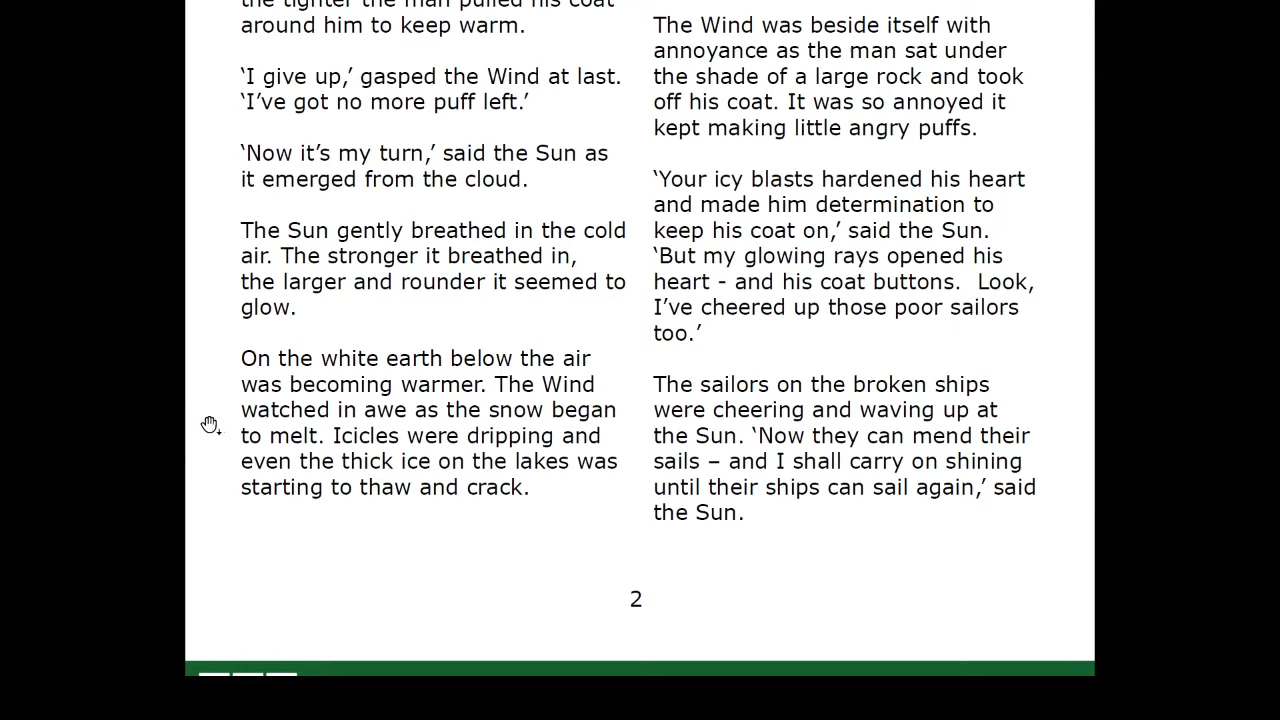 the tighter the man pulled his coat
around him to keep warm.
‘I give up,’ gasped the Wind at last.
‘I’ve got no more puff left.’
‘Now it’s my turn,’ said the Sun as
it emerged from the cloud.
The Sun gently breathed in the cold
air. The stronger it breathed in,
the larger and rounder it seemed to
glow.
On the white earth below the air
was becoming warmer. The Wind
watched in awe as the snow began
to melt. Icicles were dripping and
even the thick ice on the lakes was
starting to thaw and crack.
The Wind was beside itself with
annoyance as the man sat under
the shade of a large rock and took
off his coat. It was so annoyed it
kept making little angry puffs.
‘Your icy blasts hardened his heart
and made him determination to
keep his coat on,’ said the Sun.
‘But my glowing rays opened his
heart - and his coat buttons.  Look,
I’ve cheered up those poor sailors
too.’
The sailors on the broken ships
were cheering and waving up at
the Sun. ‘Now they can mend their
sails – and I shall carry on shining
until their ships can sail again,’ said
the Sun.
2